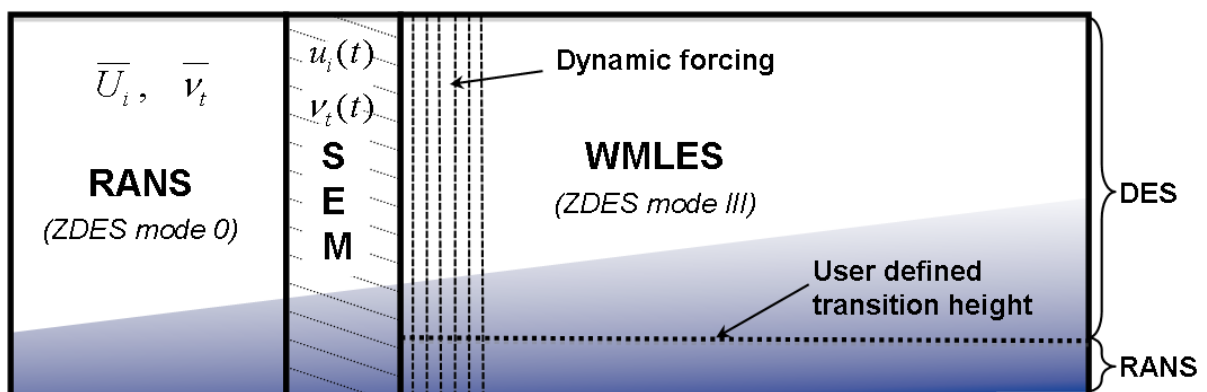 U̅ᵢ, ν̅ₜ
RANS
(ZDES mode 0)
uᵢ(t)
νₜ(t)
S
E
M
Dynamic forcing
WMLES
(ZDES mode III)
User defined
transition height
DES
RANS